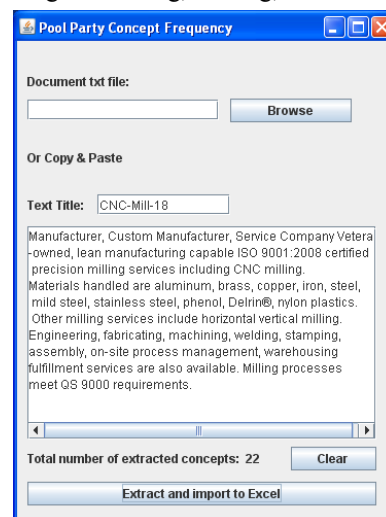 Pool Party Concept Frequency
Document txt file:
Browse
Or Copy & Paste
Text Title: CNC-Mill-18
Manufacturer, Custom Manufacturer, Service Company Vetera
-owned, lean manufacturing capable ISO 9001:2008 certified
precision milling services including CNC milling.
Materials handled are aluminum, brass, copper, iron, steel,
mild steel, stainless steel, phenol, Delrin®, nylon plastics.
Other milling services include horizontal vertical milling.
Engineering, fabricating, machining, welding, stamping,
assembly, on-site process management, warehousing
fulfillment services are also available. Milling processes
meet QS 9000 requirements.
Total number of extracted concepts: 22 Clear
Extract and import to Excel